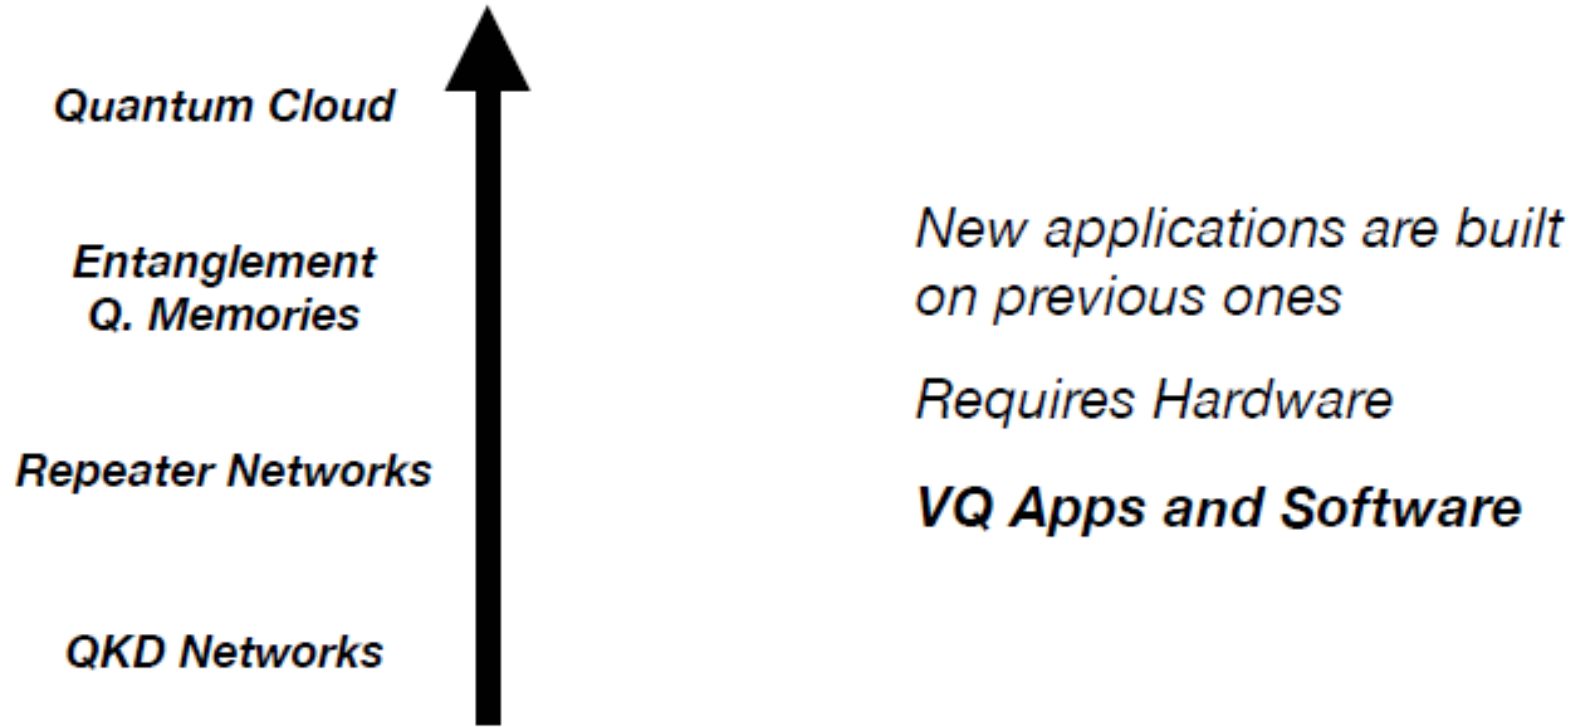 Quantum Cloud
Entanglement
Q. Memories
Repeater Networks
QKD Networks
New applications are built
on previous ones
Requires Hardware
VQ Apps and Software